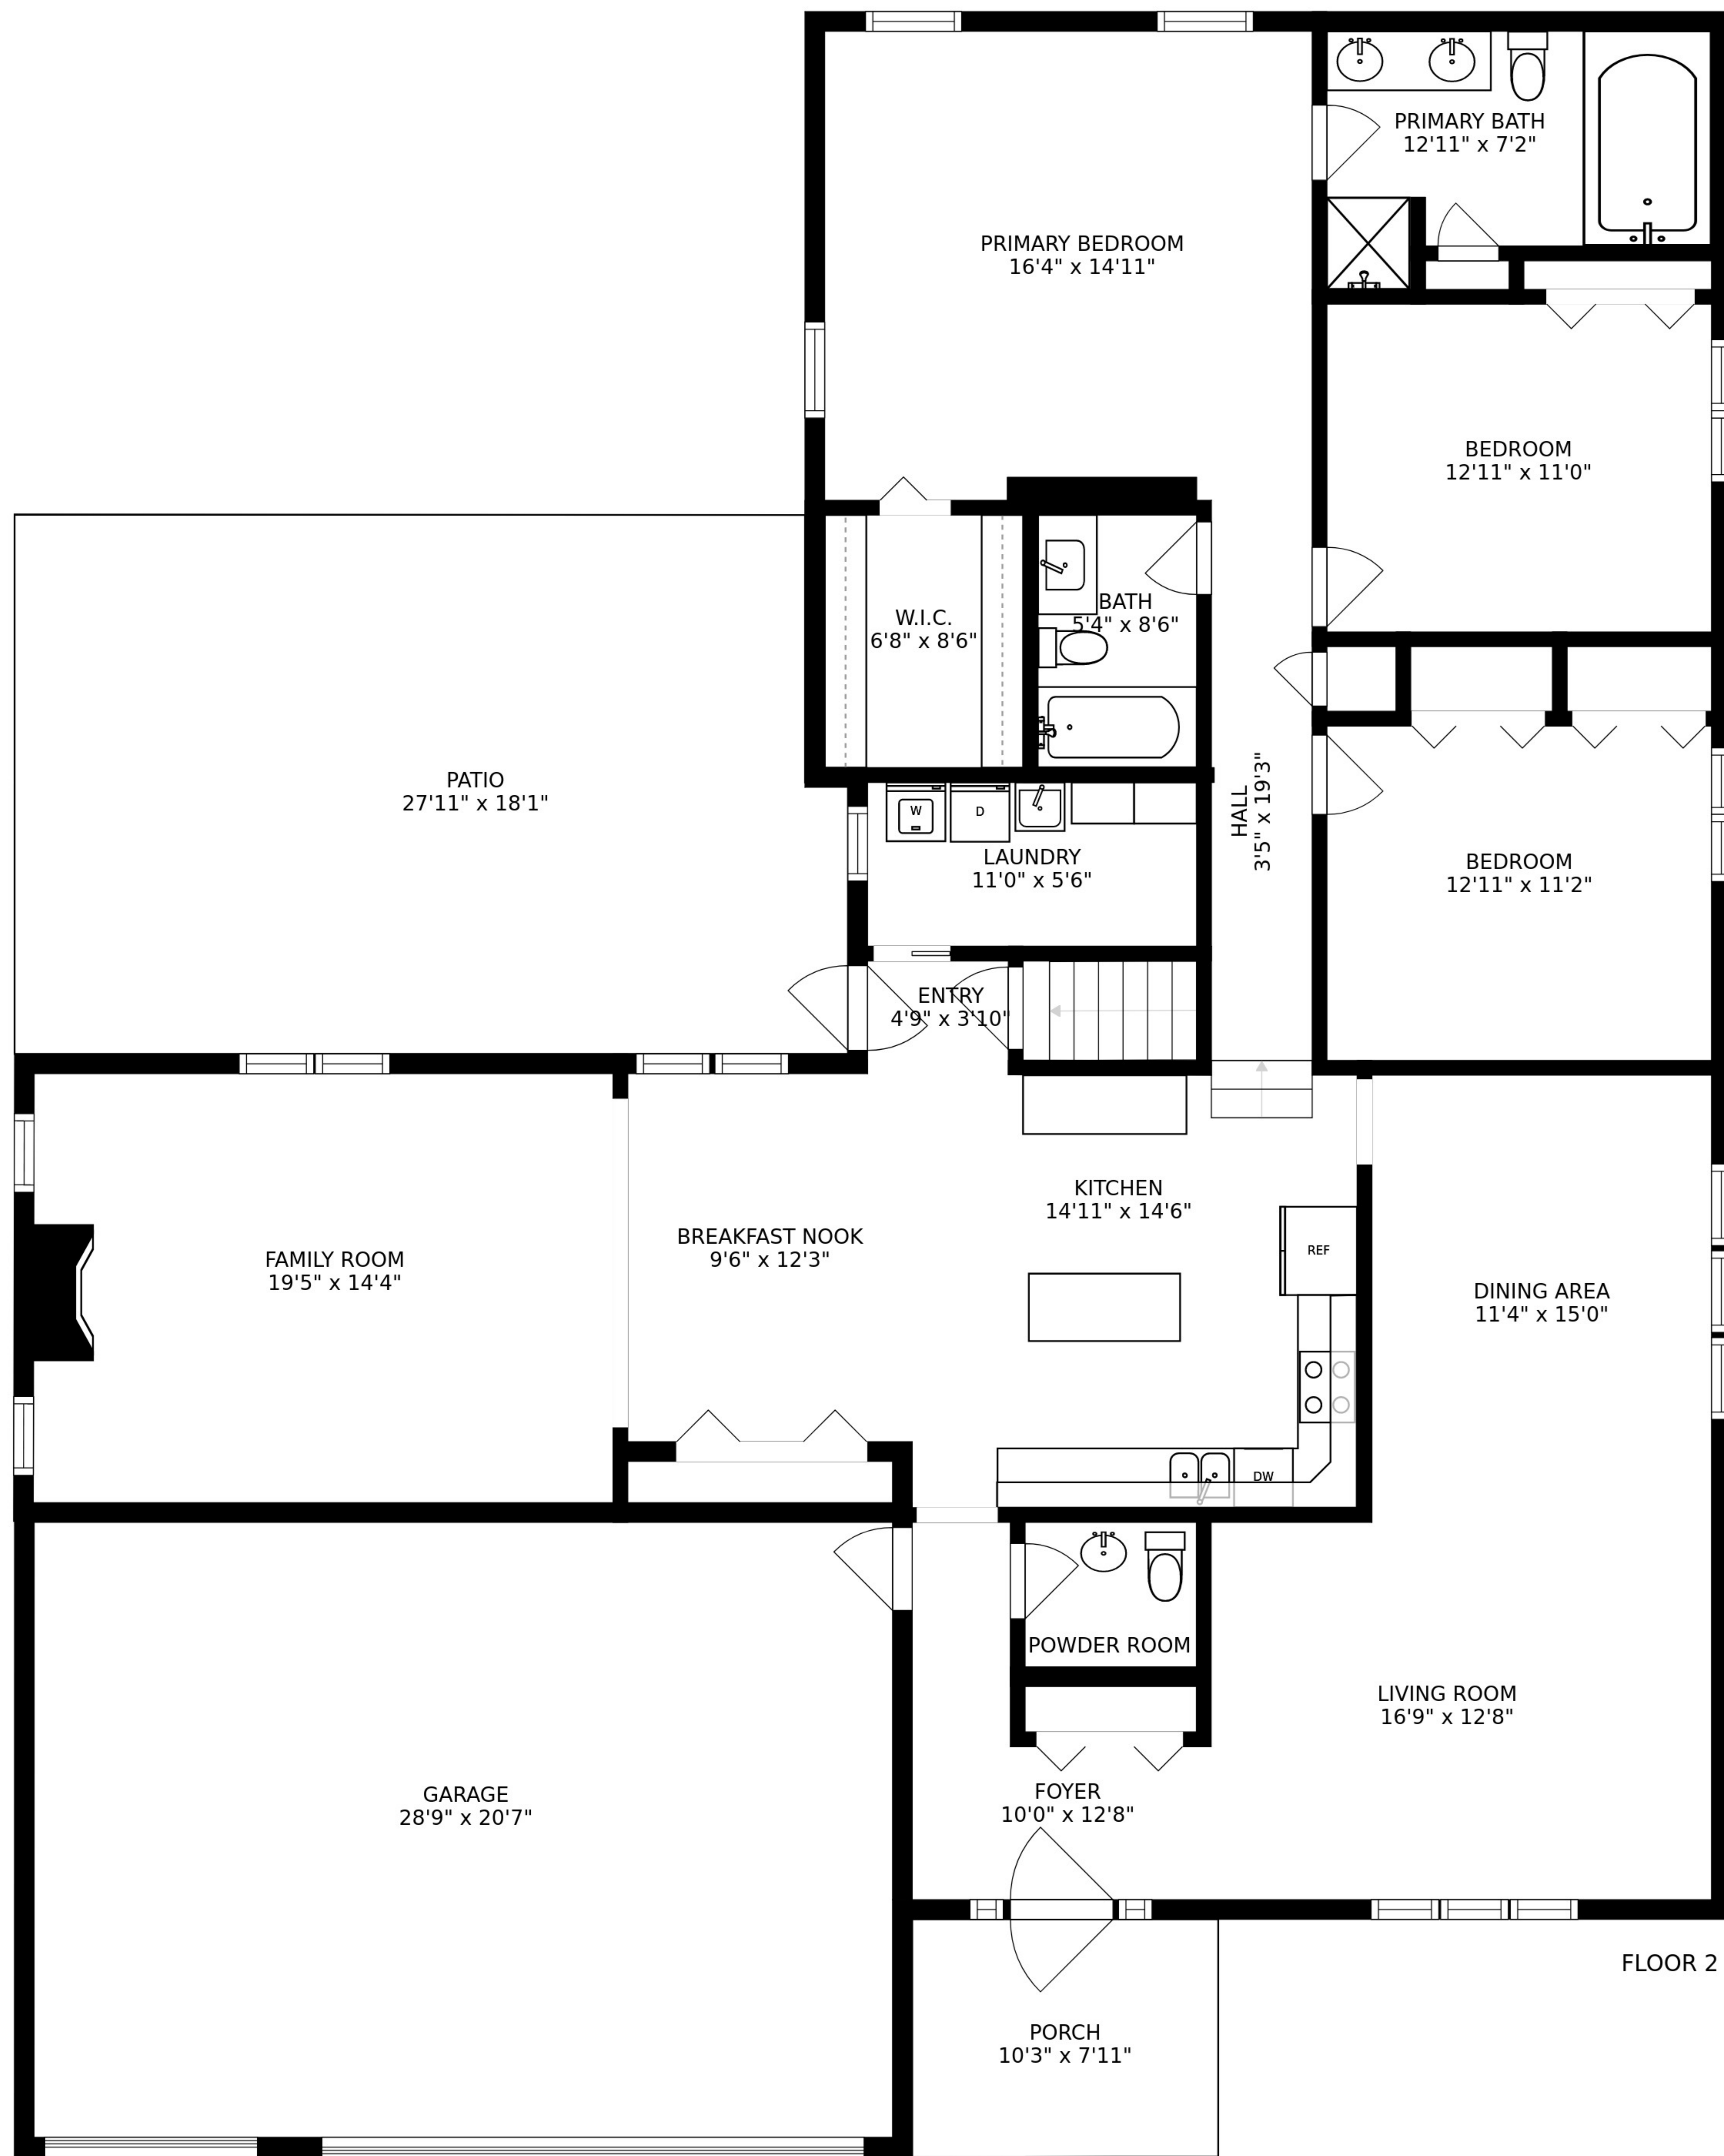 PRIMARY BATH
12'11" x 7'2"
PRIMARY BEDROOM
16'4" x 14'11"
BEDROOM
12'11" x 11'0"
W.I.C.
6'8" x 8'6"
BATH
5'4" x 8'6"
PATIO
27'11" x 18'1"
HALL
3'5" x 19'3"
W
D
LAUNDRY
11'0" x 5'6"
BEDROOM
12'11" x 11'2"
ENTRY
4'9" x 3'10"
KITCHEN
14'11" x 14'6"
BREAKFAST NOOK
9'6" x 12'3"
REF
FAMILY ROOM
19'5" x 14'4"
DINING AREA
11'4" x 15'0"
DW
POWDER ROOM
LIVING ROOM
16'9" x 12'8"
FOYER
10'0" x 12'8"
GARAGE
28'9" x 20'7"
FLOOR 2
PORCH
10'3" x 7'11"